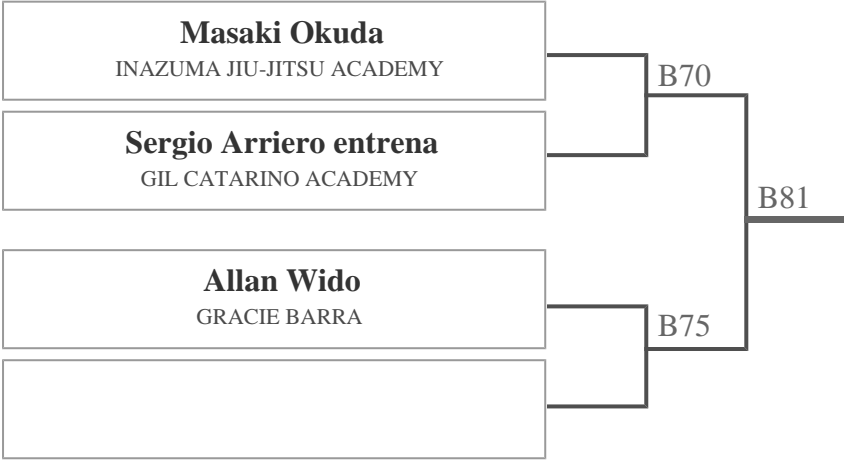 Masaki Okuda
INAZUMA JIU-JITSU ACADEMY
B70
Sergio Arriero entrena
GIL CATARINO ACADEMY
B81
Allan Wido
GRACIE BARRA
B75